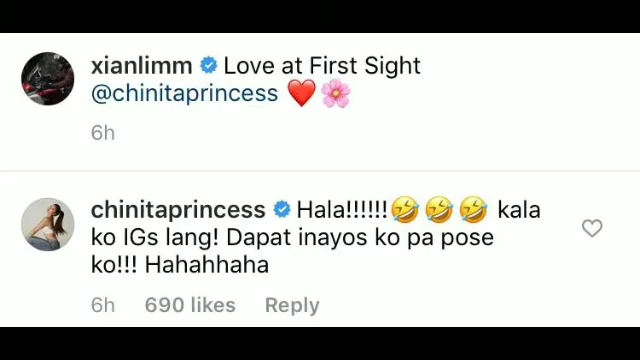 xianlimm Love at First Sight
@chinitaprincess ❤️🌸
6h
chinitaprincess Hala!!!!!!🤣🤣🤣 kala
ko IGs lang! Dapat inayos ko pa pose
ko!!! Hahahhaha
6h 690 likes Reply